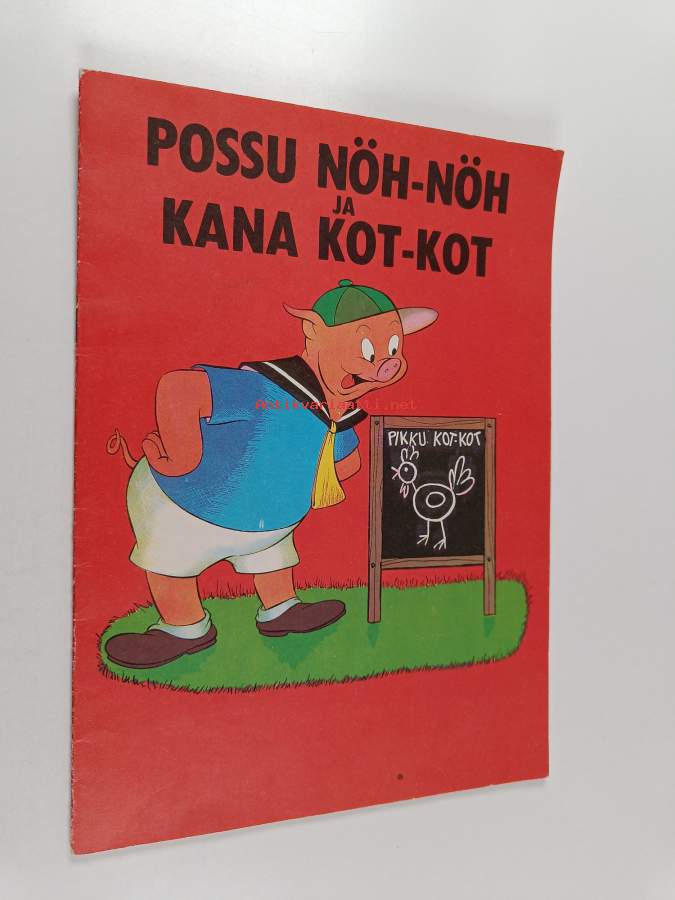 POSSU NÖH-NÖH
JA
KANA KOT-KOT
Antikvariaatti.net
PIKKU KOT-KOT